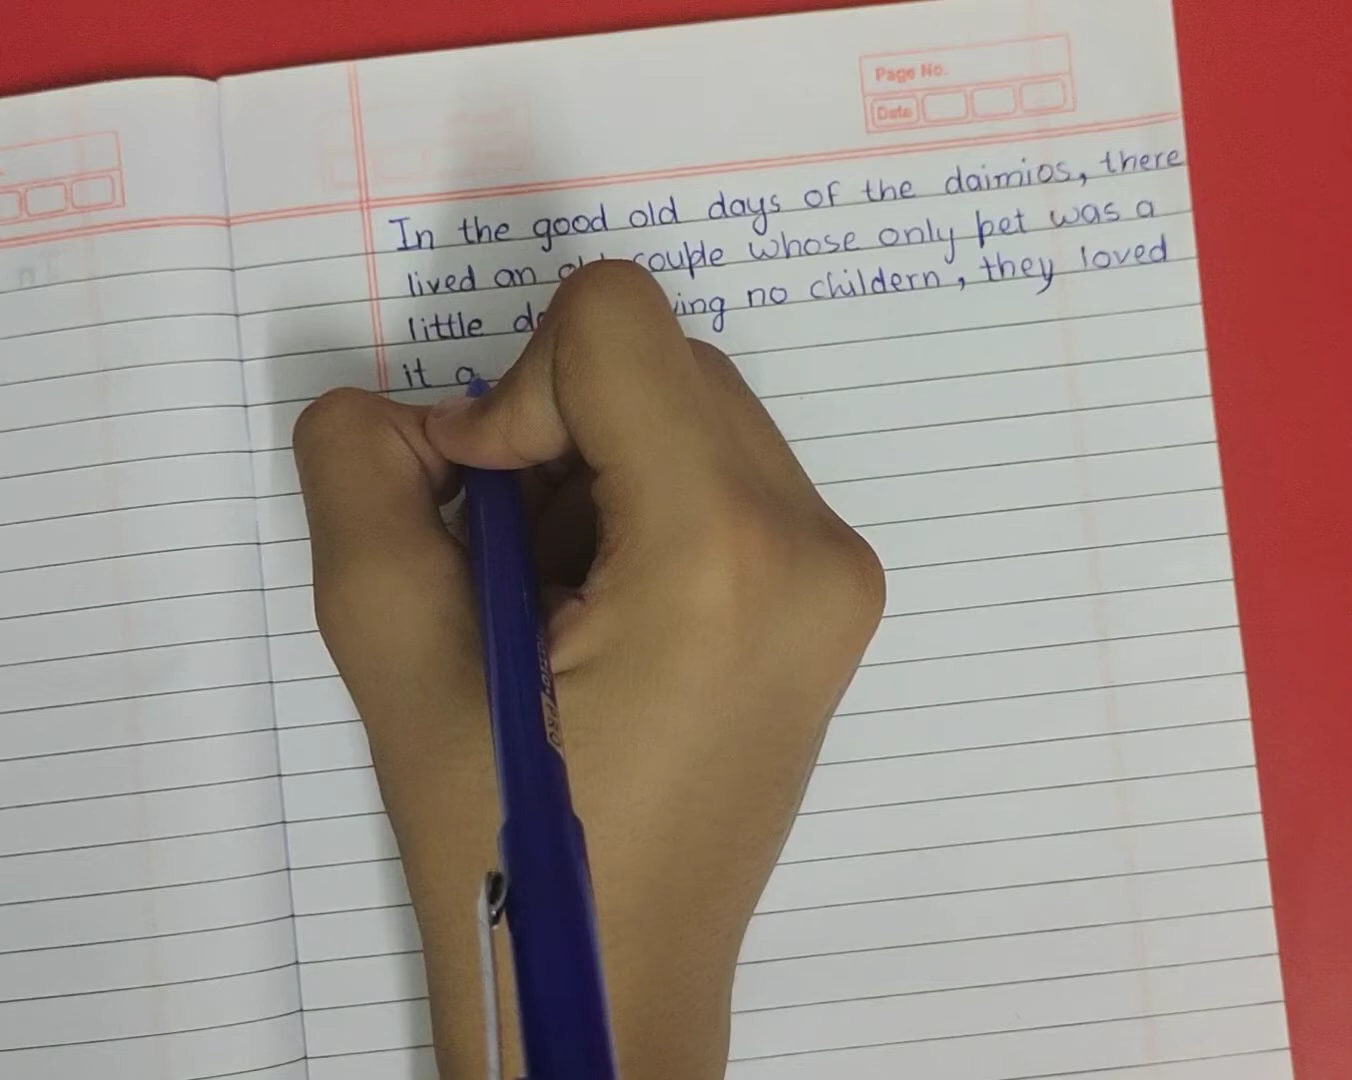 Page No.
Date
In the good old days of the daimios, there
lived an couple whose only pet was a
little no childern, they loved
it